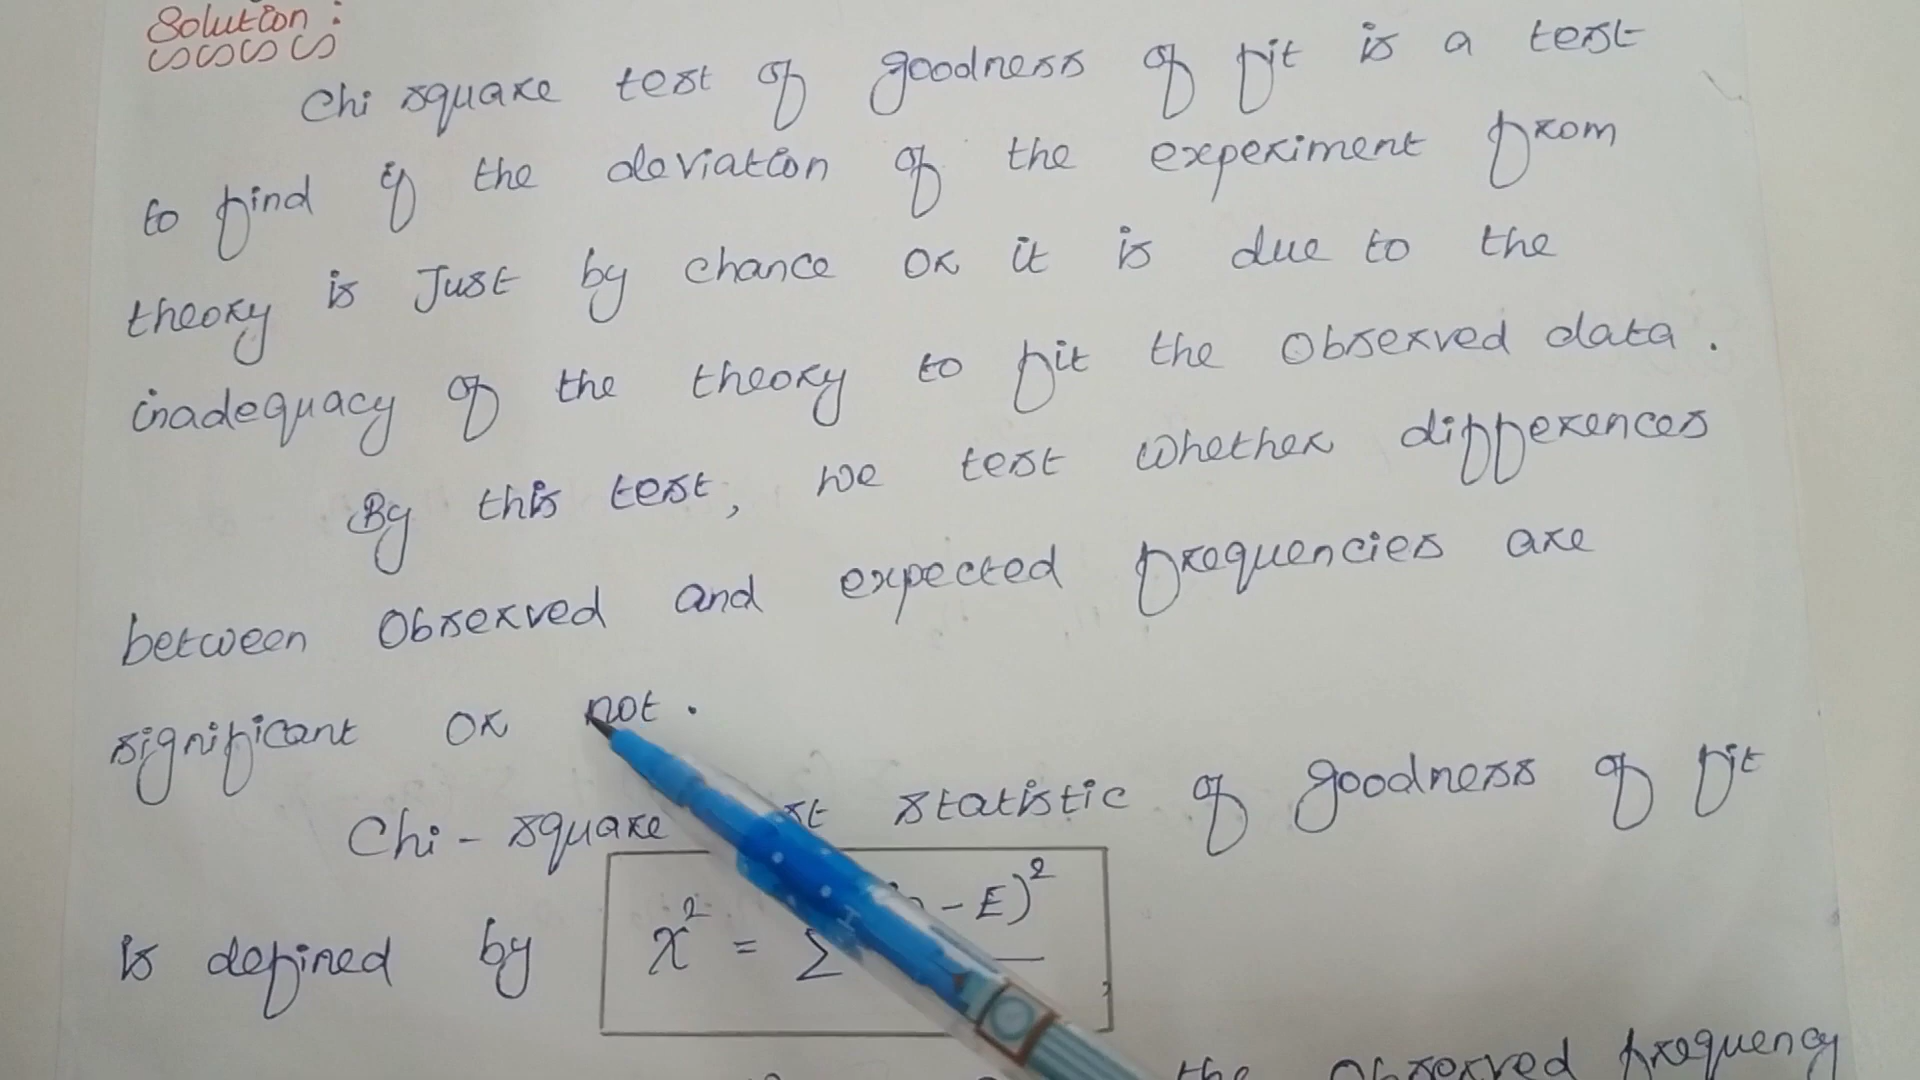 Solution :
Chi square test of goodness of fit is a test
to find if the deviation of the experiment from
theory is Just by chance or it is due to the
inadequacy of the theory to fit the Observed data .
By this test, we test whether differences
between Observed and expected frequencies are
significant or not .
Chi - square st statistic of goodness of fit
is defined by χ² = Σ - E)² ,
the Observed frequency